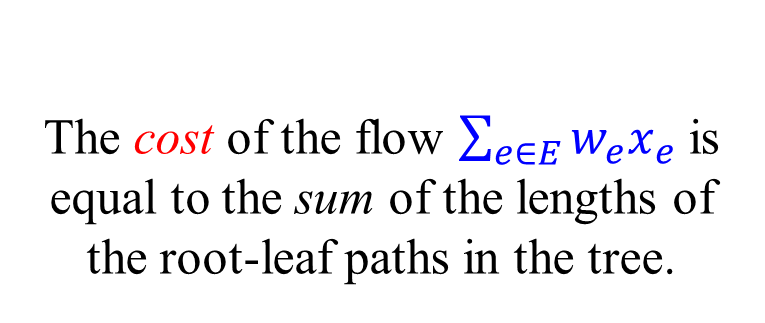 The cost of the flow ∑_{e∈E} w_e x_e is
equal to the sum of the lengths of
the root-leaf paths in the tree.